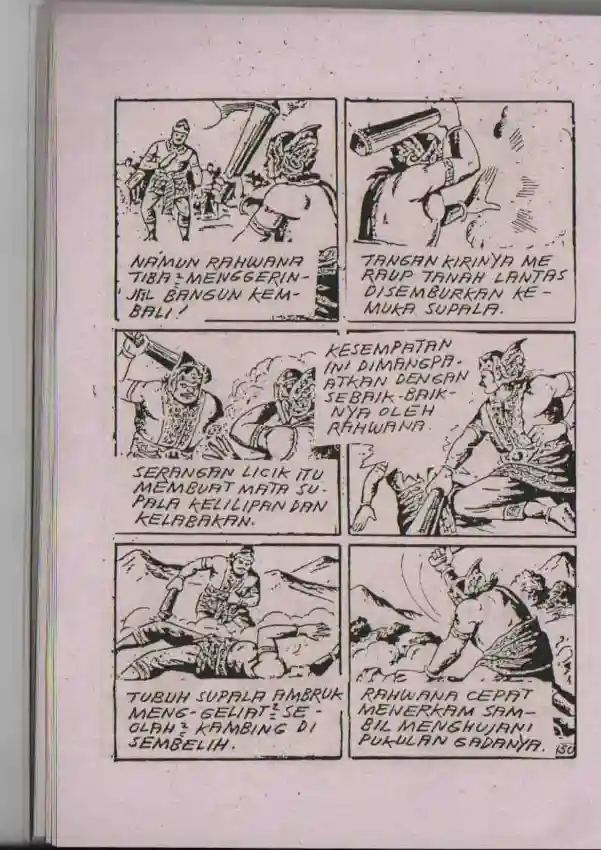 NAMUN RAHWANA
TIBA² MENGGERIN-
JAL BANGUN KEM-
BALI!
TANGAN KIRINYA ME
RAUP TANAH LANTAS
DISEMBURKAN KE-
MUKA SUPALA.
SERANGAN LICIK ITU
MEMBUAT MATA SU-
PALA KELILIPAN DAN
KELABAKAN.
KESEMPATAN
INI DIMANGPA-
ATKAN DENGAN
SEBAIK-BAIK-
NYA OLEH
RAHWANA.
TUBUH SUPALA AMBRUK
MENG-GELIAT² SE-
OLAH² KAMBING DI
SEMBELIH.
RAHWANA CEPAT
MENERKAM SAM-
BIL MENGHUJANI
PUKULAN GADANYA.
130